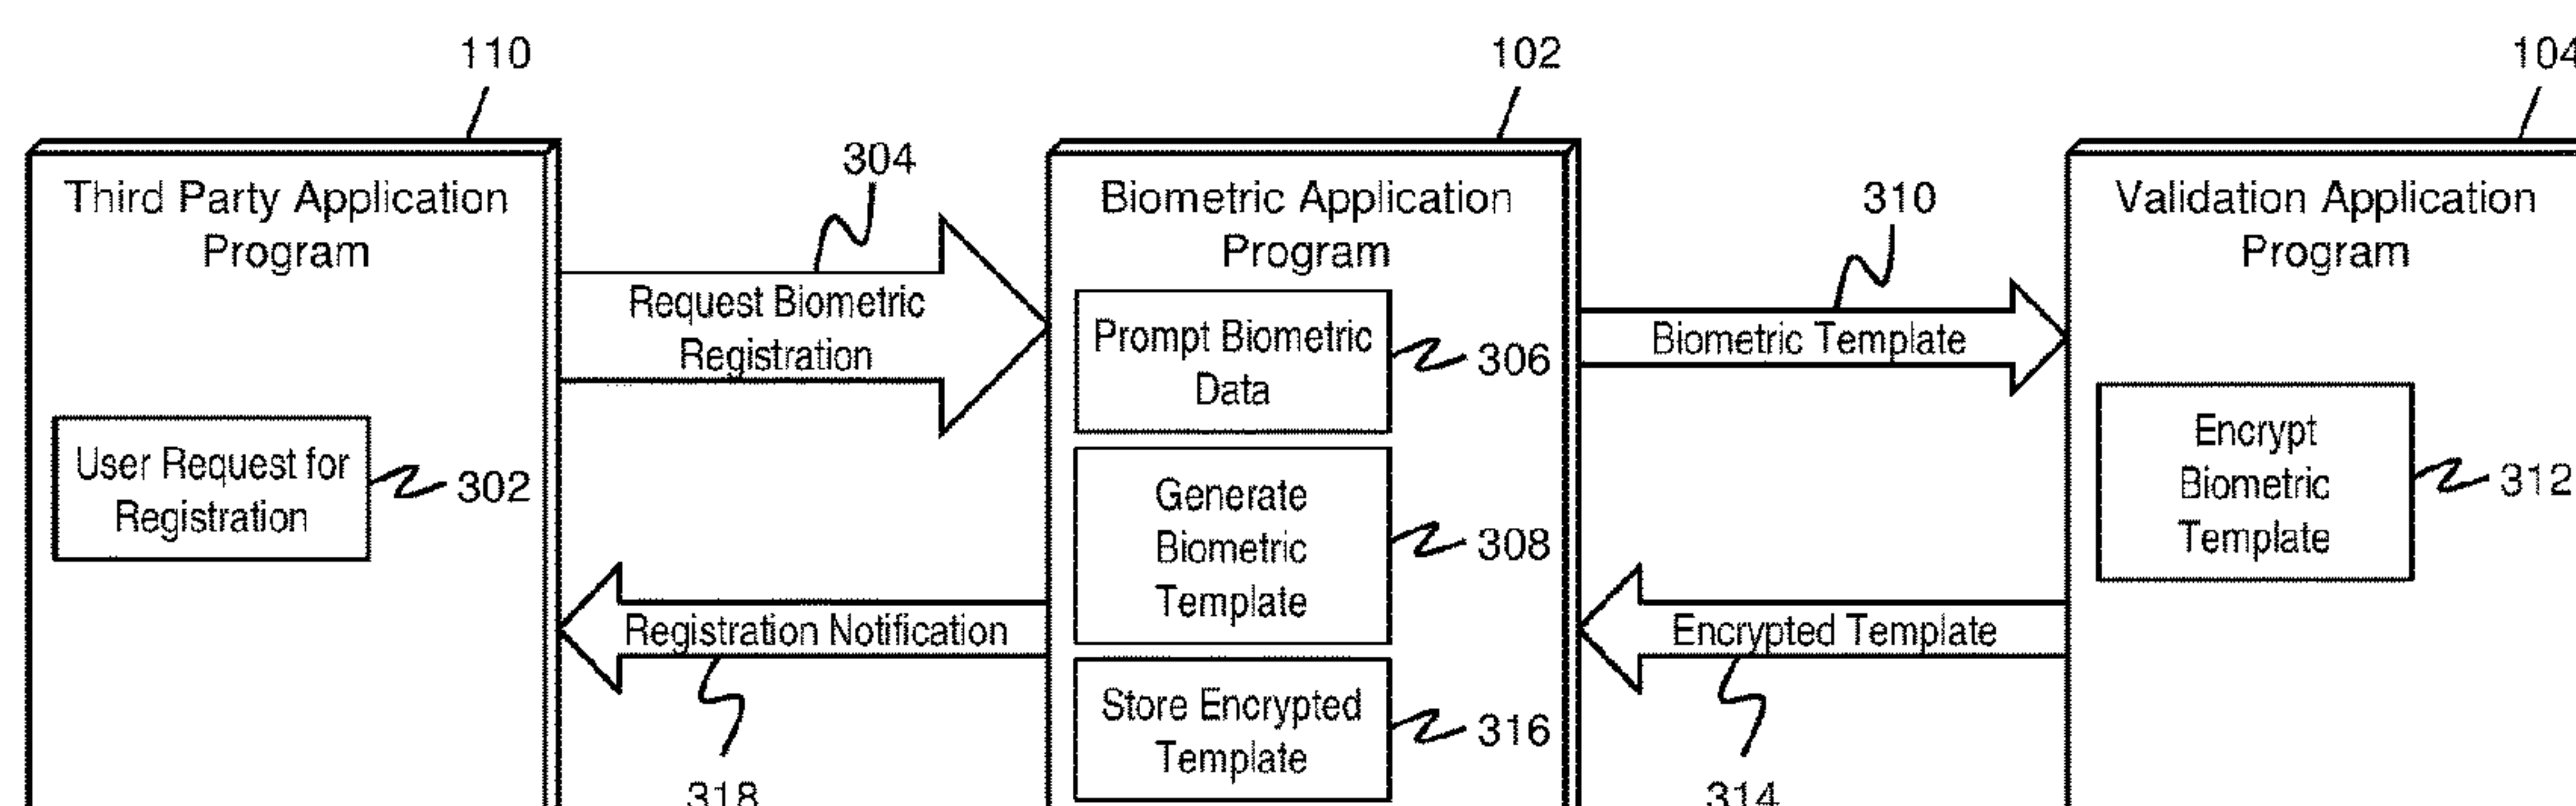 110
102
104
304
Third Party Application
Program
Biometric Application
Program
310
Validation Application
Program
Request Biometric
Registration
Prompt Biometric
Data
306
Biometric Template
User Request for
Registration
302
Generate
Biometric
Template
308
Encrypt
Biometric
Template
312
Registration Notification
318
Encrypted Template
314
Store Encrypted
Template
316